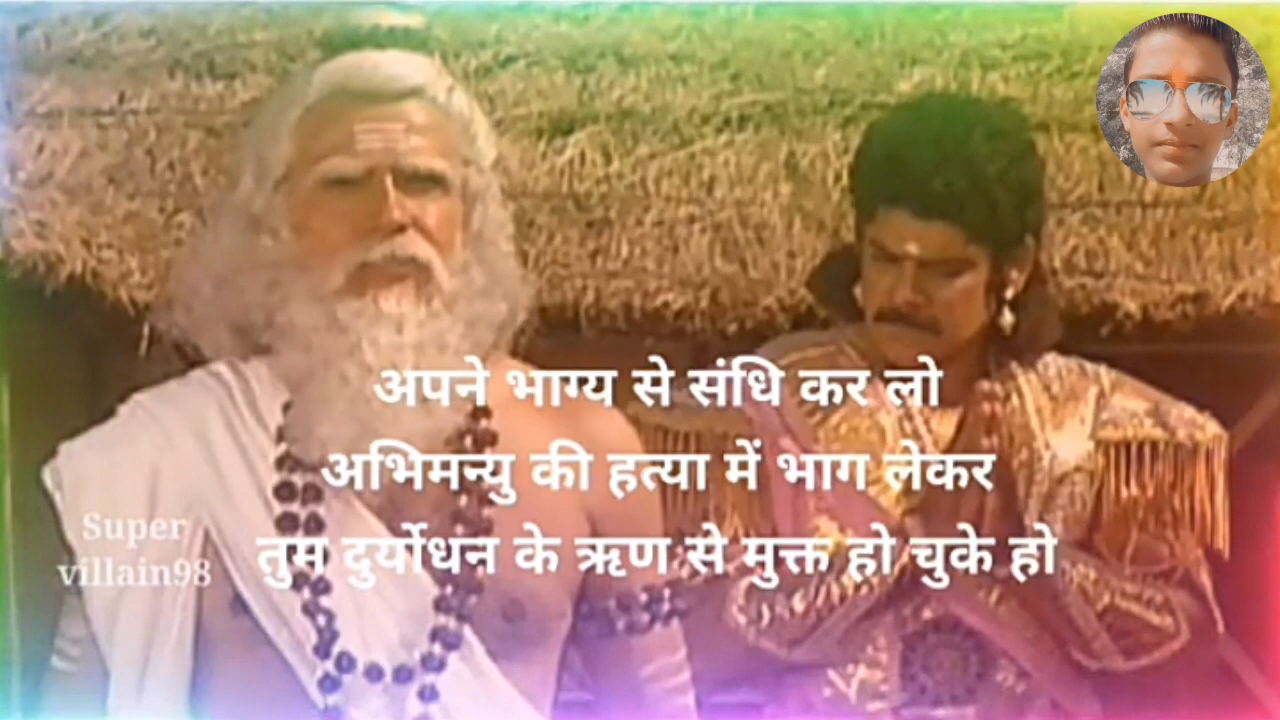 अपने भाग्य से संधि कर लो
अभिमन्यु की हत्या में भाग लेकर
तुम दुर्योधन के ऋण से मुक्त हो चुके हो
Super
villain98